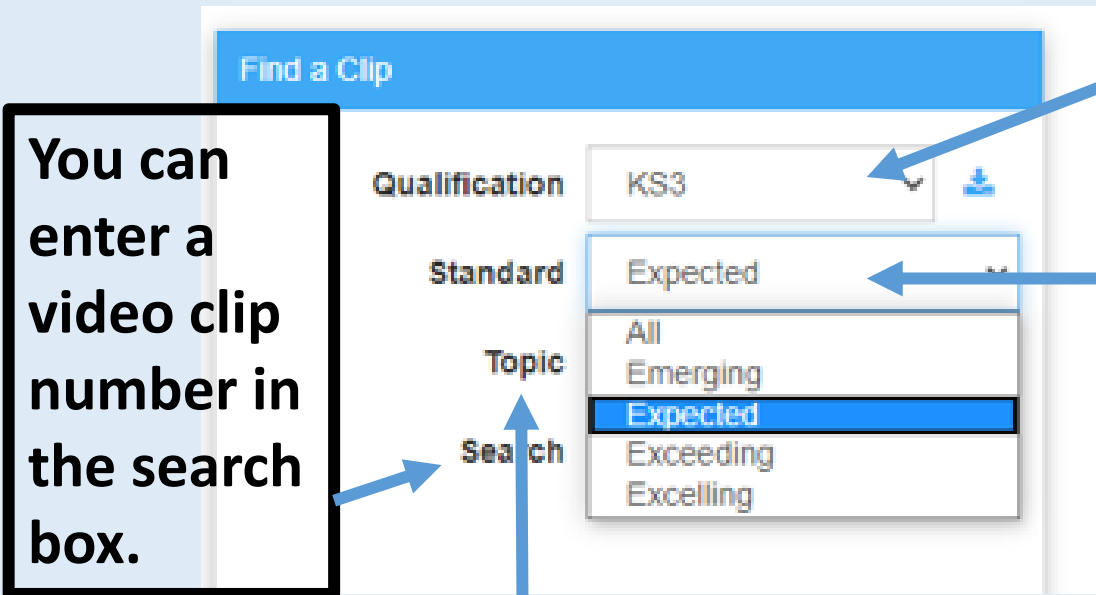 Find a Clip
You can
enter a
video clip
number in
the search
box.
Qualification KS3
Standard Expected
Topic
Search
All
Emerging
Expected
Exceeding
Excelling